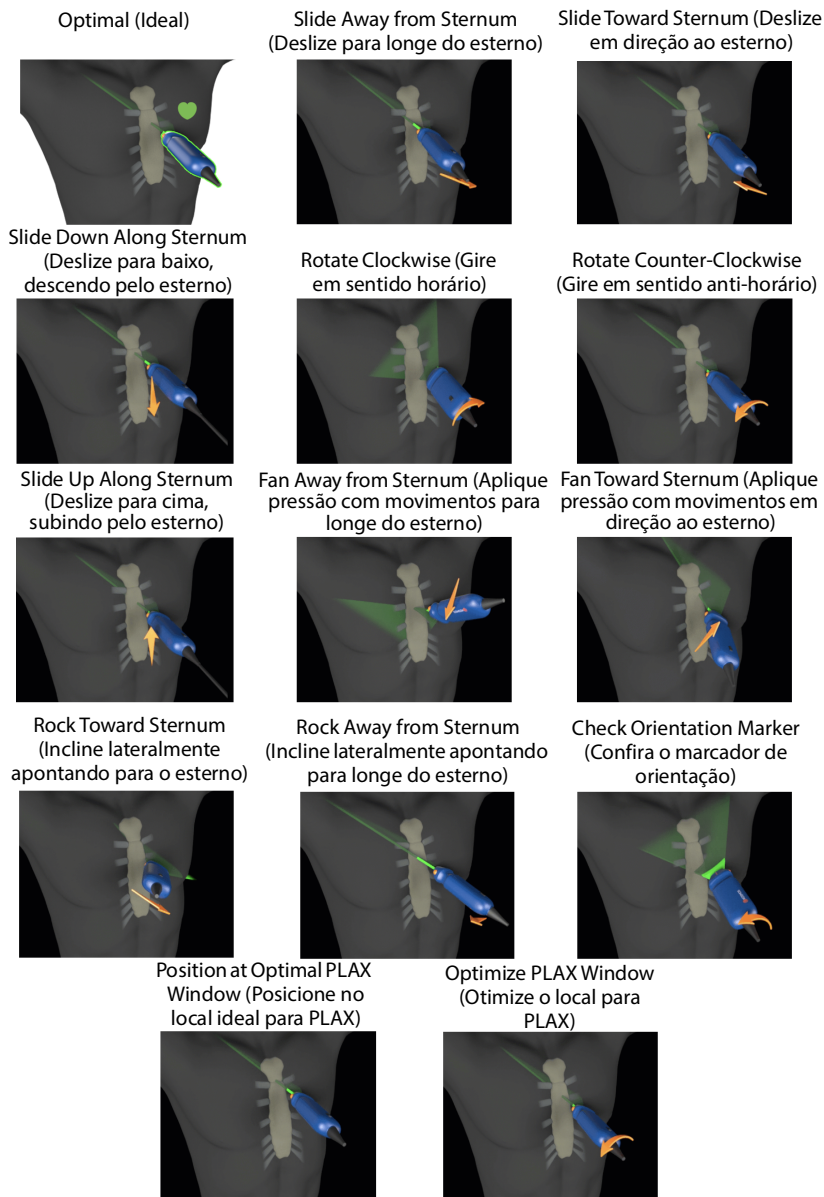 Optimal (Ideal)
Slide Away from Sternum
(Deslize para longe do esterno)
Slide Toward Sternum (Deslize
em direção ao esterno)
Slide Down Along Sternum
(Deslize para baixo,
descendo pelo esterno)
Rotate Clockwise (Gire
em sentido horário)
Rotate Counter-Clockwise
(Gire em sentido anti-horário)
Slide Up Along Sternum
(Deslize para cima,
subindo pelo esterno)
Fan Away from Sternum (Aplique
pressão com movimentos para
longe do esterno)
Fan Toward Sternum (Aplique
pressão com movimentos em
direção ao esterno)
Rock Toward Sternum
(Incline lateralmente
apontando para o esterno)
Rock Away from Sternum
(Incline lateralmente apontando
para longe do esterno)
Check Orientation Marker
(Confira o marcador de
orientação)
Position at Optimal PLAX
Window (Posicione no
local ideal para PLAX)
Optimize PLAX Window
(Otimize o local para
PLAX)